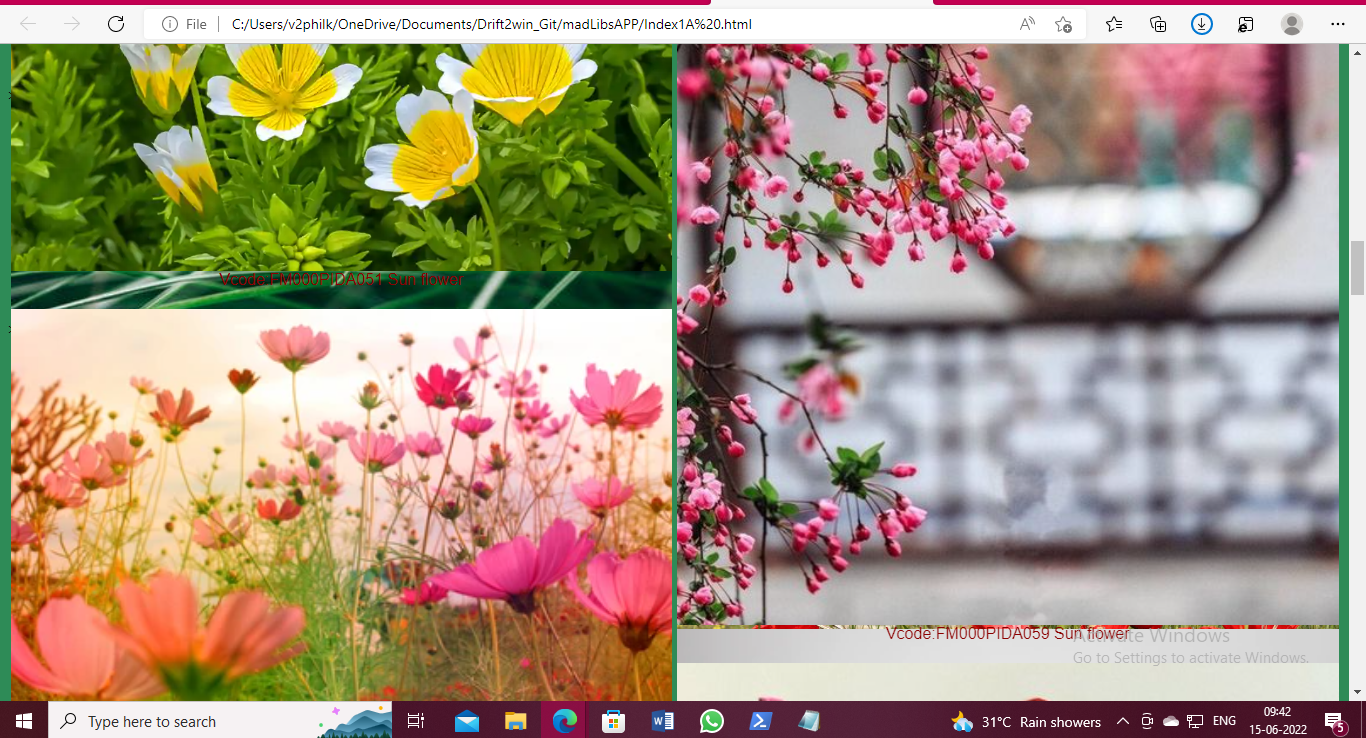 File
C:/Users/v2philk/OneDrive/Documents/Drift2win_Git/madLibsAPP/Index1A%20.html
Vcode:FM000PIDA051 Sun flower
Vcode:FM000PIDA059 Sun flower
Activate Windows
Go to Settings to activate Windows.
Type here to search
31°C Rain showers
ENG
09:42
15-06-2022
5